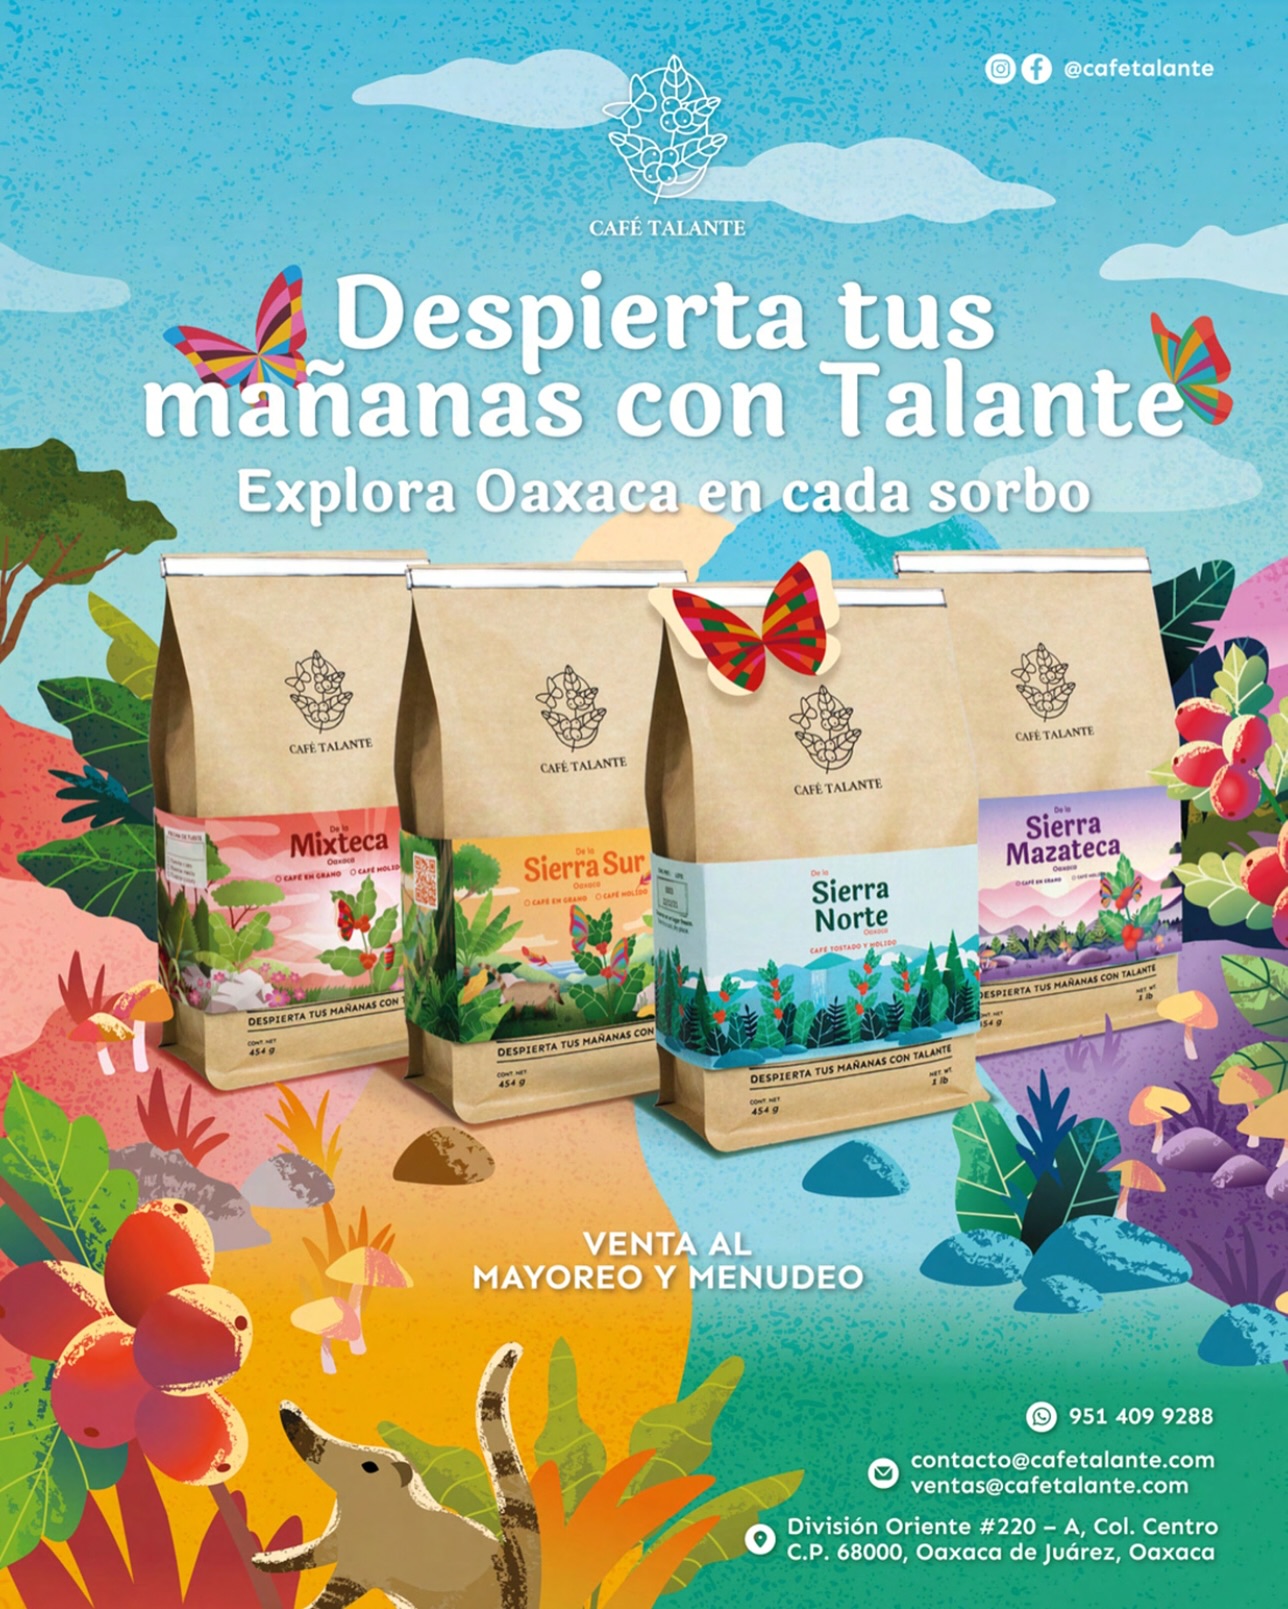 @cafetalante
CAFÉ TALANTE
Despierta tus
mañanas con Talante
Explora Oaxaca en cada sorbo
CAFÉ TALANTE
De la
Mixteca
Oaxaca
CAFÉ EN GRANO
DESPIERTA TUS MAÑANAS CON
CONT. NET
454 g
CAFÉ TALANTE
De la
Sierra Sur
Oaxaca
CAFÉ EN GRANO CAFÉ MOLIDO
DESPIERTA TUS MAÑANAS CON
CONT. NET
454 g
CAFÉ TALANTE
De la
Sierra
Norte
Oaxaca
CAFÉ TOSTADO Y MOLIDO
DESPIERTA TUS MAÑANAS CON TALANTE
CONT. NET
454 g
NET. WT.
1 lb
CAFÉ TALANTE
De la
Sierra
Mazateca
Oaxaca
CAFÉ EN GRANO
DESPIERTA TUS MAÑANAS CON TALANTE
454 g
NET. WT.
1 lb
VENTA AL
MAYOREO Y MENUDEO
951 409 9288
contacto@cafetalante.com
ventas@cafetalante.com
División Oriente #220 – A, Col. Centro
C.P. 68000, Oaxaca de Juárez, Oaxaca